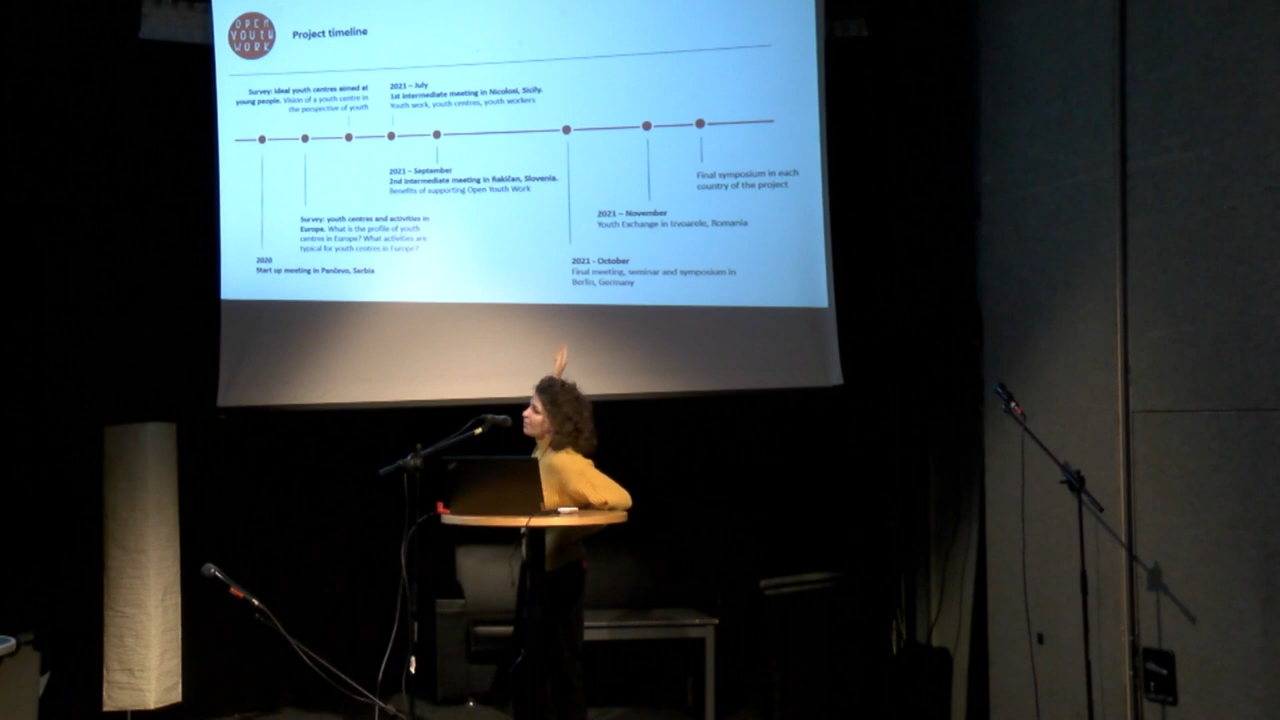 OPEN
YOUTH
WORK
Project timeline
Survey: ideal youth centres aimed at
young people. Vision of a youth centre in
the perspective of youth
2021 – July
1st intermediate meeting in Nicolosi, Sicily.
Youth work, youth centres, youth workers
2021 – September
2nd intermediate meeting in Rakičan, Slovenia.
Benefits of supporting Open Youth Work
Final symposium in each
country of the project
Survey: youth centres and activities in
Europe. What is the profile of youth
centres in Europe? What activities are
typical for youth centres in Europe?
2021 – November
Youth Exchange in Izvoarele, Romania
2020
Start up meeting in Pančevo, Serbia
2021 - October
Final meeting, seminar and symposium in
Berlin, Germany